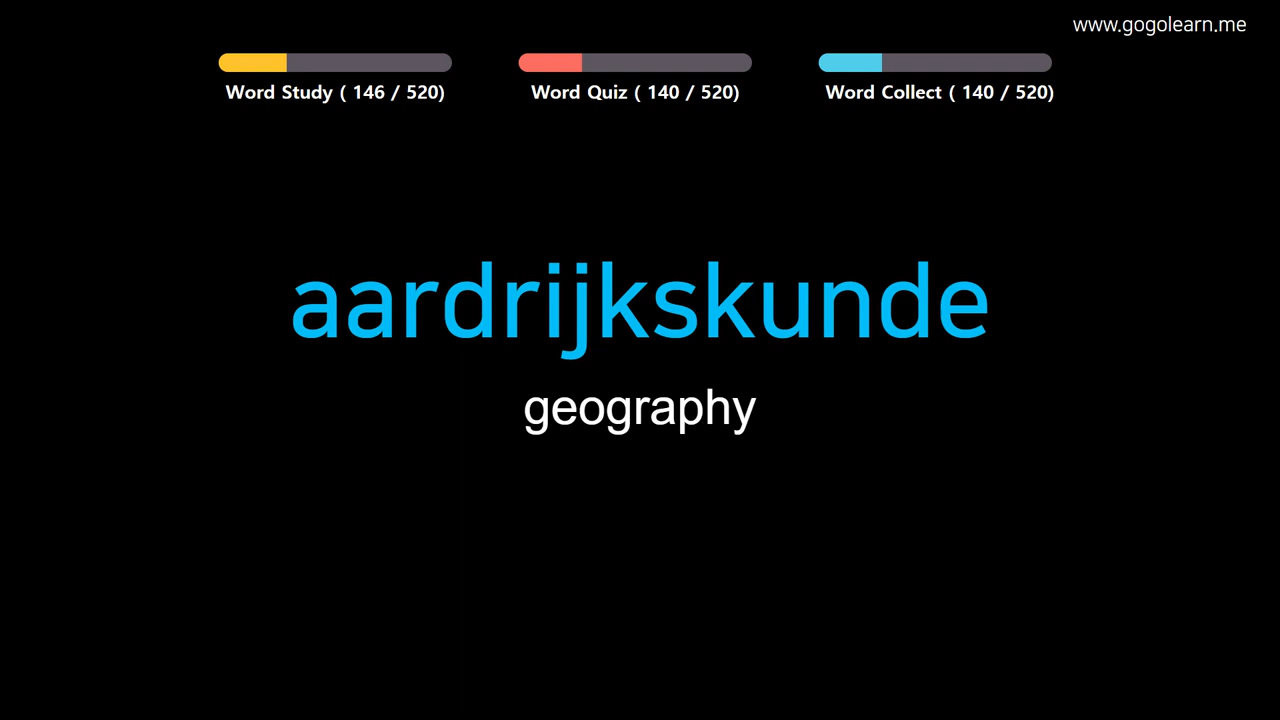 www.gogolearn.me
Word Study ( 146 / 520)
Word Quiz ( 140 / 520)
Word Collect ( 140 / 520)
aardrijkskunde
geography